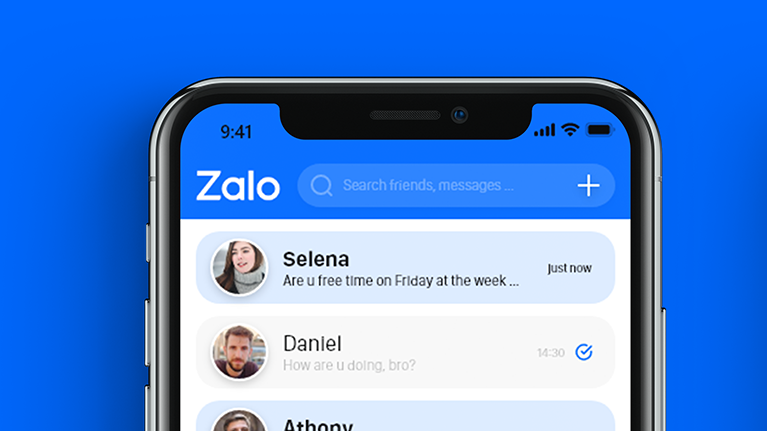 9:41
Zalo
Search friends, messages ...
Selena
Are u free time on Friday at the week ...
just now
Daniel
How are u doing, bro?
14:30
Athony